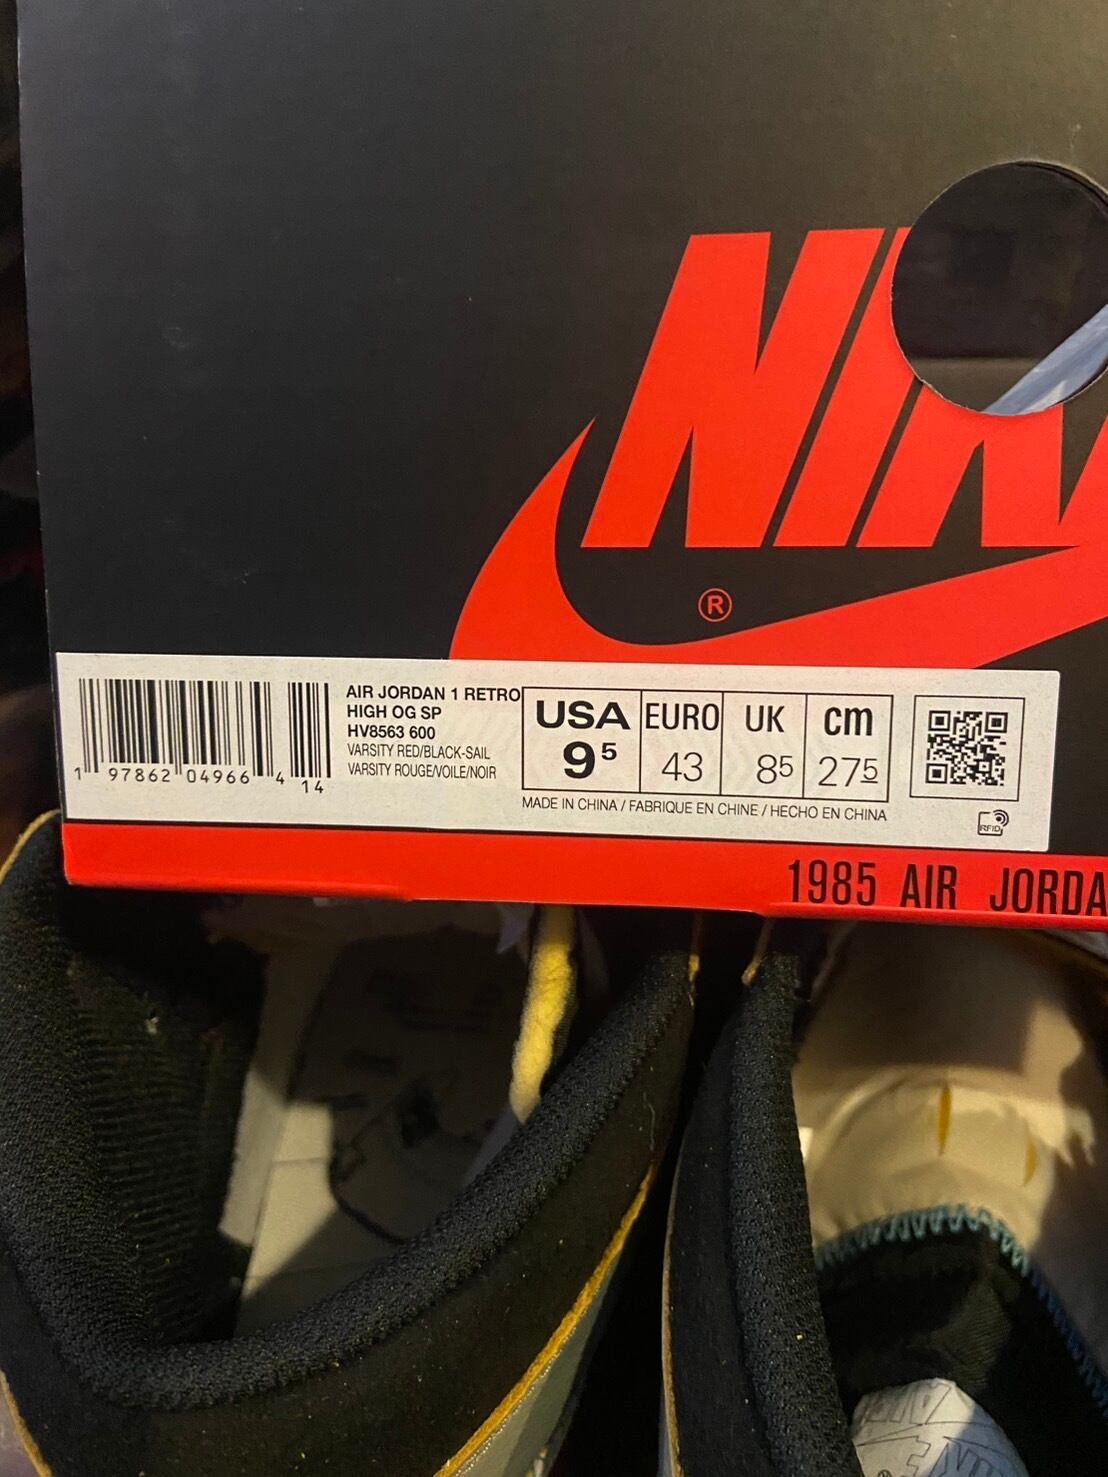 NIK
®
AIR JORDAN 1 RETRO
HIGH OG SP
HV8563 600
VARSITY RED/BLACK-SAIL
VARSITY ROUGE/VOILE/NOIR
1 97862 04966 4 14
USA EURO UK cm
9⁵ 43 8⁵ 27⁵
MADE IN CHINA / FABRIQUE EN CHINE / HECHO EN CHINA
RFID
1985 AIR JORDA